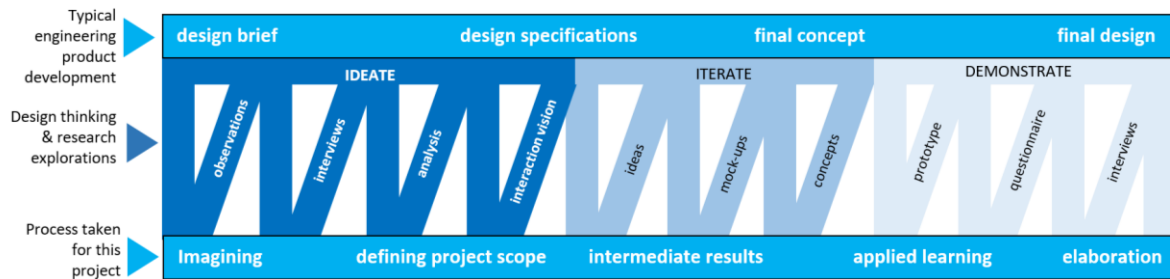 Typical
engineering
product
development
design brief
design specifications
final concept
final design
IDEATE
ITERATE
DEMONSTRATE
Design thinking
& research
explorations
observations
interviews
analysis
interaction vision
ideas
mock-ups
concepts
prototype
questionnaire
interviews
Process taken
for this
project
Imagining
defining project scope
intermediate results
applied learning
elaboration